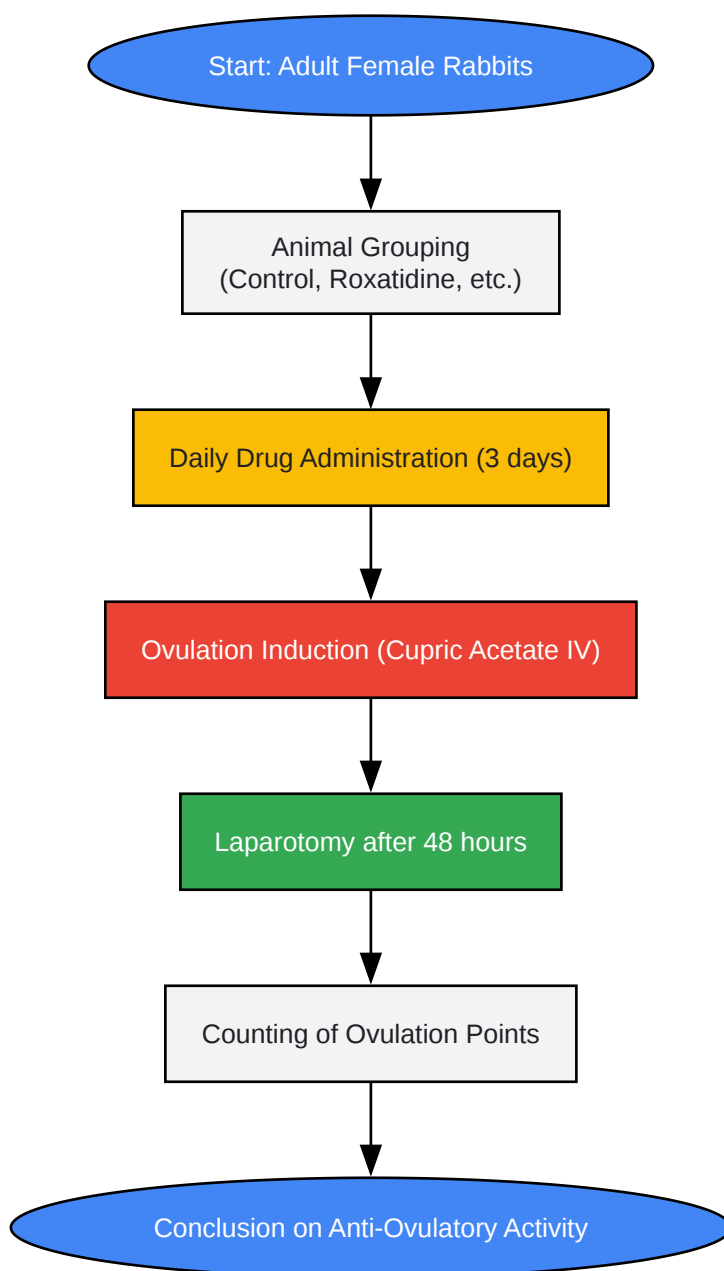 Start: Adult Female Rabbits
Animal Grouping
(Control, Roxatidine, etc.)
Daily Drug Administration (3 days)
Ovulation Induction (Cupric Acetate IV)
Laparotomy after 48 hours
Counting of Ovulation Points
Conclusion on Anti-Ovulatory Activity